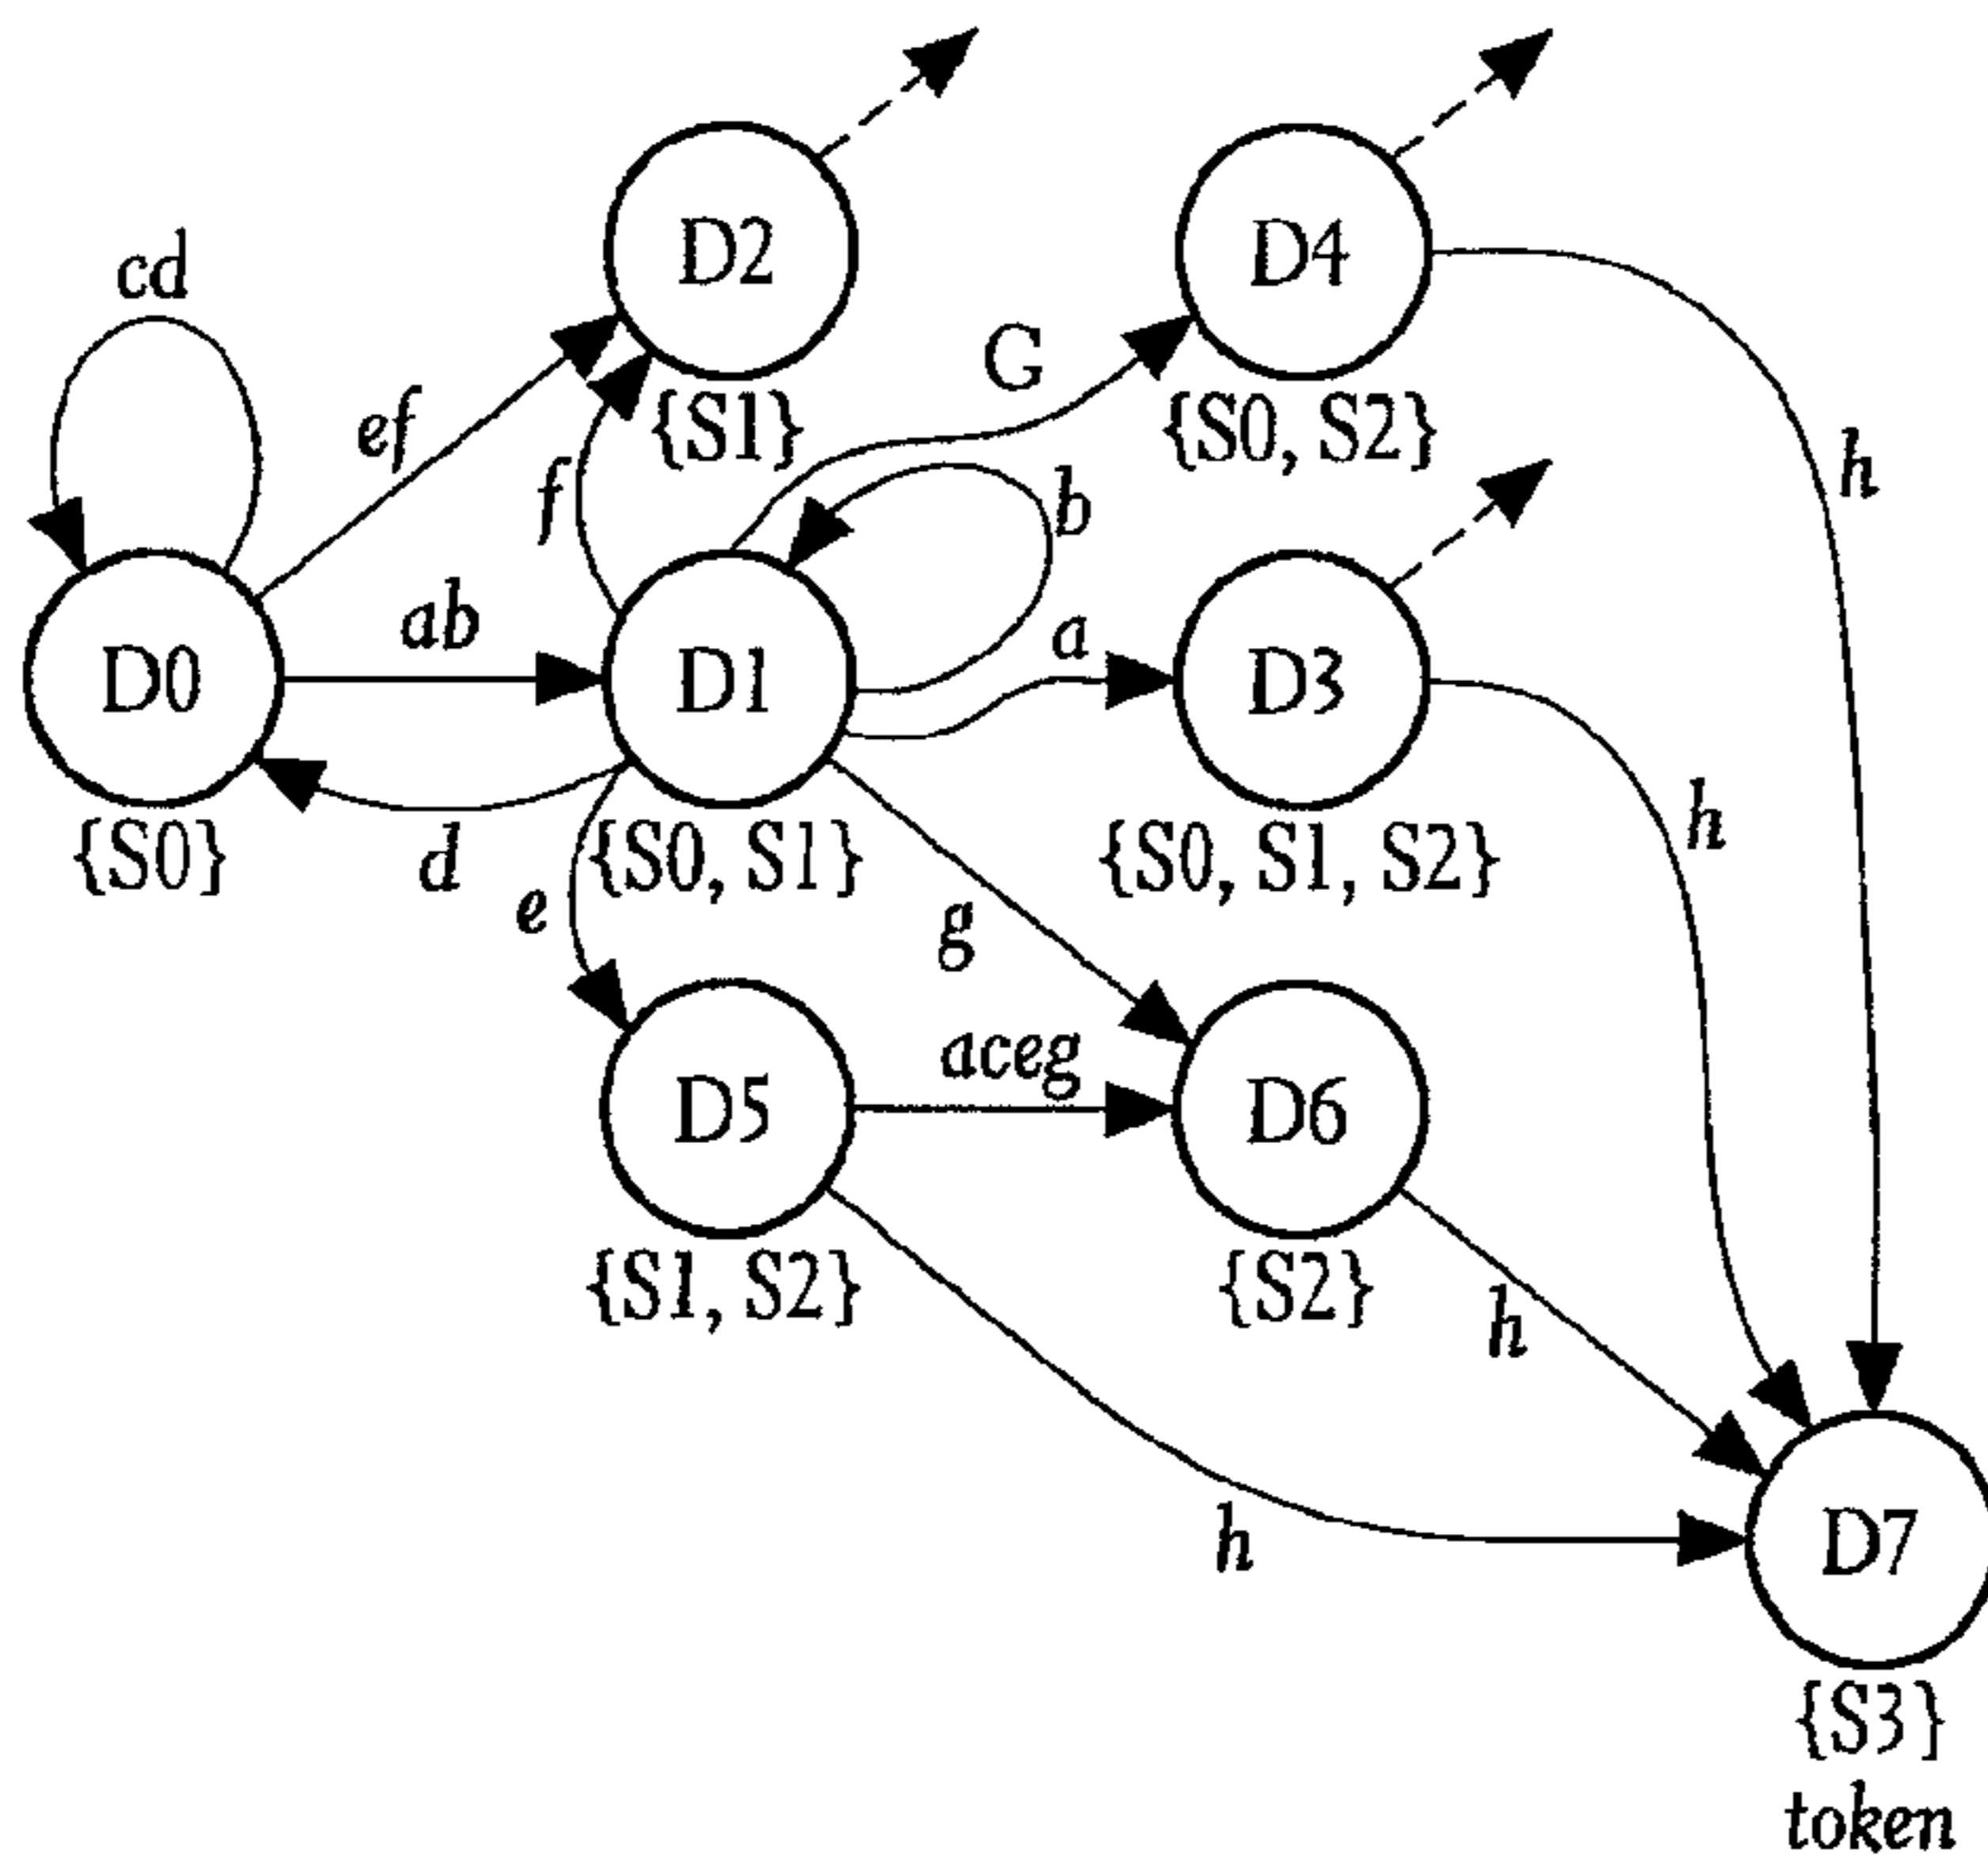 cd
D2
D4
G
ef
{S1}
{S0, S2}
f
b
h
ab
a
D0
D1
D3
h
{S0}
d
{S0, S1}
{S0, S1, S2}
e
g
aceg
D5
D6
{S1, S2}
{S2}
h
h
D7
{S3}
token